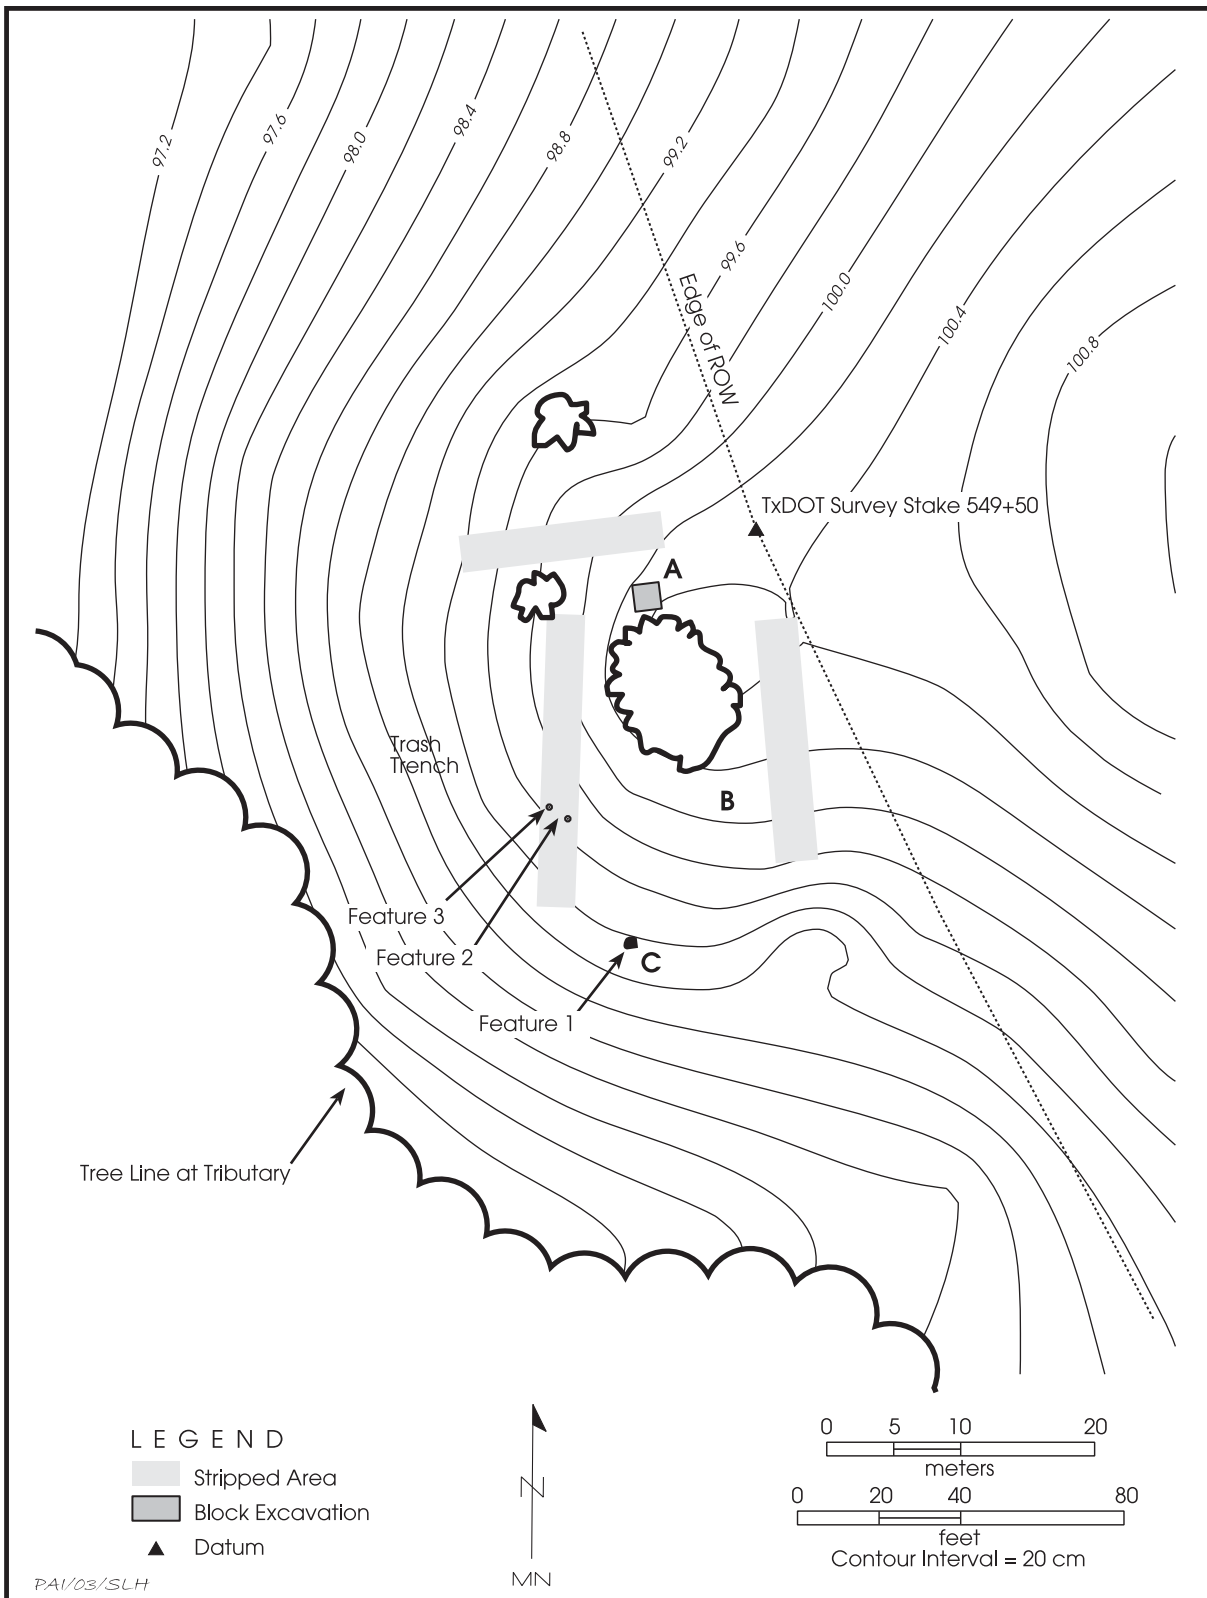 97.2
97.6
98.0
98.4
98.8
99.2
99.6
100.0
100.4
100.8
Edge of ROW
TxDOT Survey Stake 549+50
A
Trash
Trench
B
Feature 3
Feature 2
C
Feature 1
Tree Line at Tributary
LEGEND
Stripped Area
Block Excavation
Datum
N
MN
0 5 10 20
meters
0 20 40 80
feet
Contour Interval = 20 cm
PAI/03/SLH